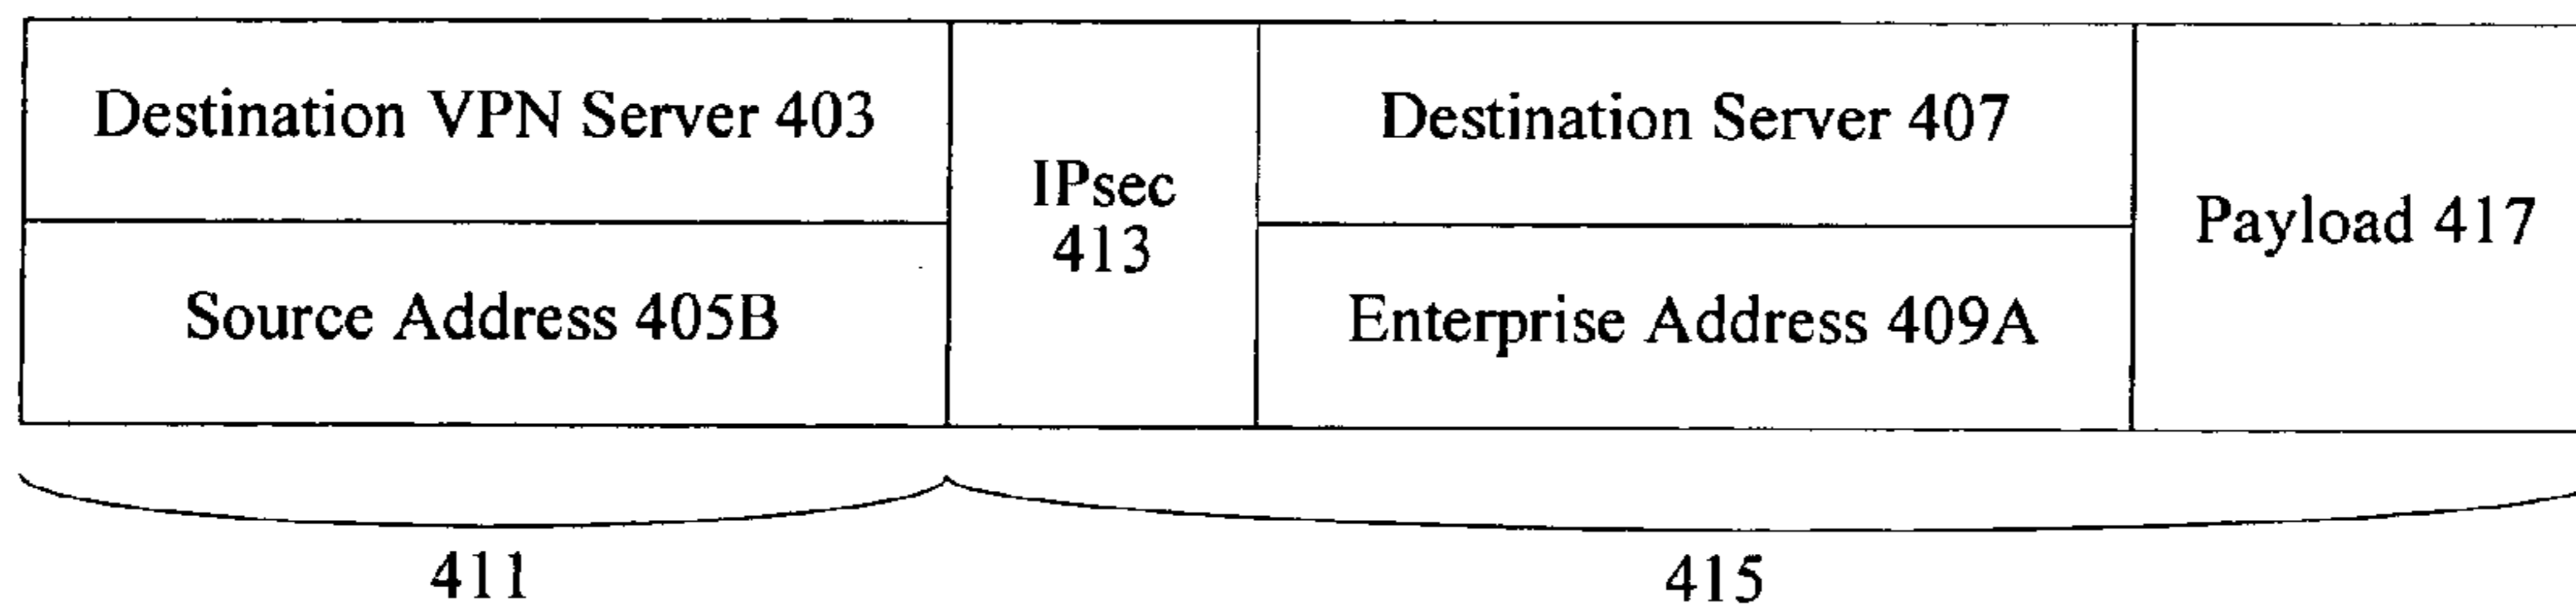 Destination VPN Server 403
Source Address 405B
IPsec
413
Destination Server 407
Enterprise Address 409A
Payload 417
411
415